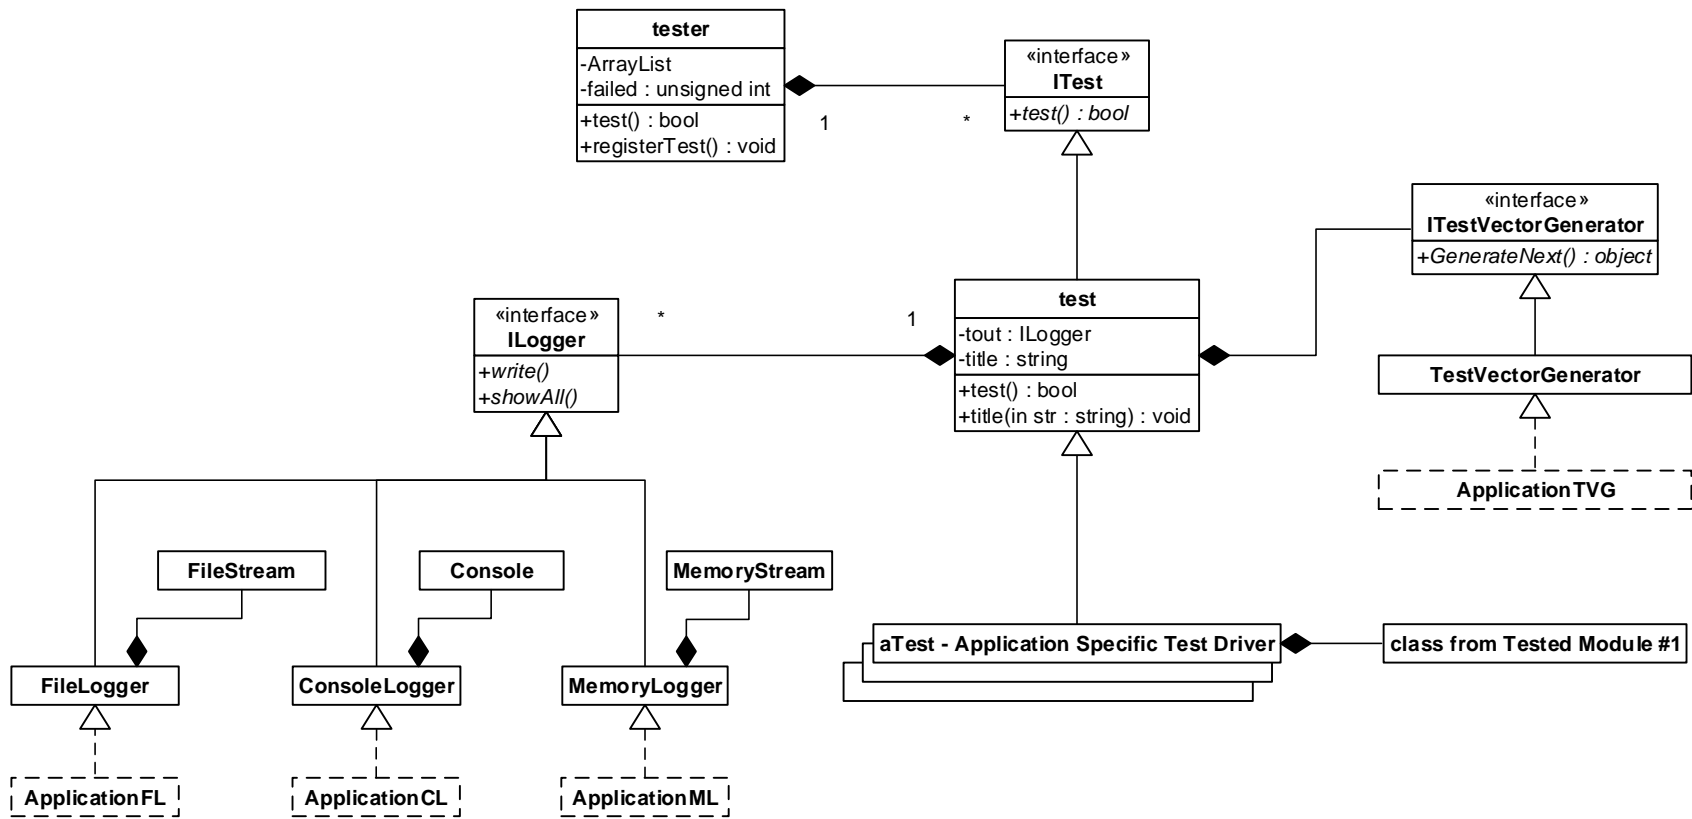 tester
-ArrayList
-failed : unsigned int
+test() : bool
+registerTest() : void
1
*
«interface»
ITest
+test() : bool
«interface»
ITestVectorGenerator
+GenerateNext() : object
«interface»
ILogger
+write()
+showAll()
*
1
test
-tout : ILogger
-title : string
+test() : bool
+title(in str : string) : void
TestVectorGenerator
ApplicationTVG
FileStream
Console
MemoryStream
aTest - Application Specific Test Driver
class from Tested Module #1
FileLogger
ConsoleLogger
MemoryLogger
ApplicationFL
ApplicationCL
ApplicationML